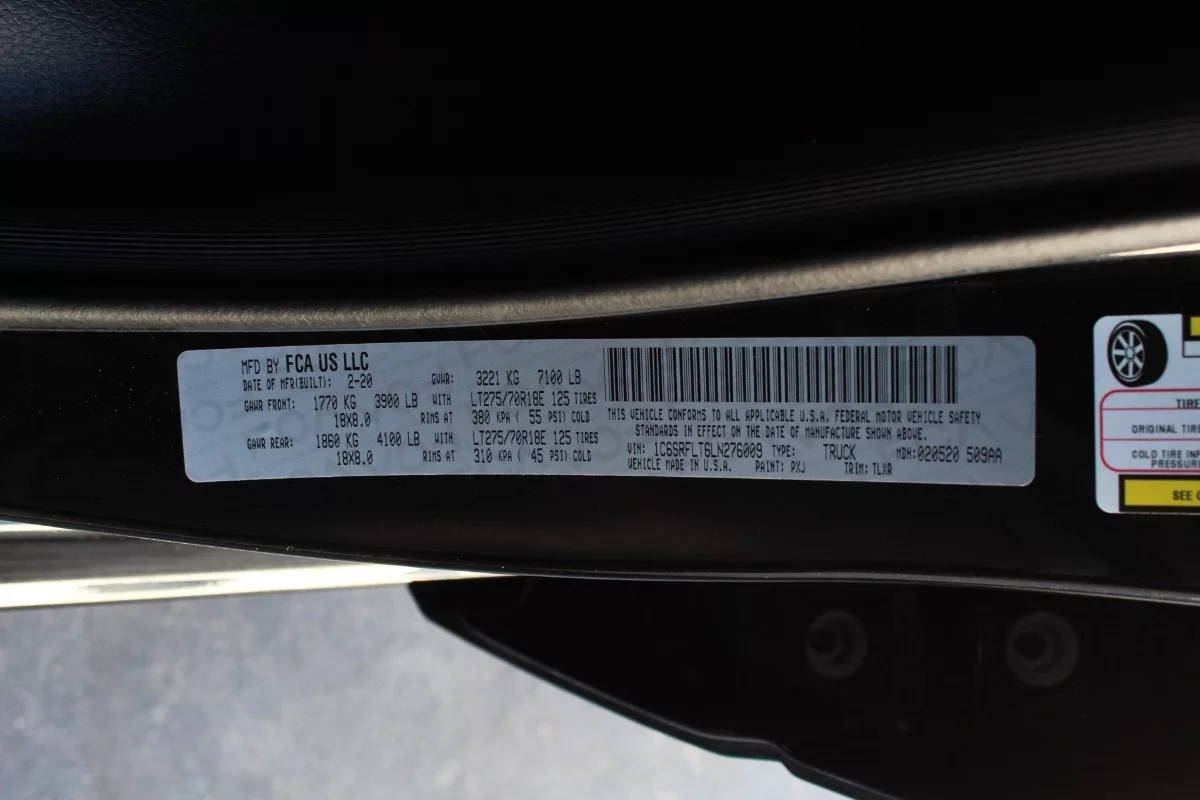 MFD BY FCA US LLC
DATE OF MFR(BUILT): 2-20 GVWR: 3221 KG 7100 LB
GAWR FRONT: 1770 KG 3900 LB WITH LT275/70R18E 125 TIRES
18X8.0 RIMS AT 380 KPA ( 55 PSI) COLD
GAWR REAR: 1860 KG 4100 LB WITH LT275/70R18E 125 TIRES
18X8.0 RIMS AT 310 KPA ( 45 PSI) COLD
THIS VEHICLE CONFORMS TO ALL APPLICABLE U.S.A. FEDERAL MOTOR VEHICLE SAFETY
STANDARDS IN EFFECT ON THE DATE OF MANUFACTURE SHOWN ABOVE.
VIN: 1C6SRFLT6LN276009 TYPE: TRUCK MDH:020520 509AA
VEHICLE MADE IN U.S.A. PAINT: PXJ TRIM: TLXR
TIRE
ORIGINAL TIRE
COLD TIRE INF
PRESSURE
SEE